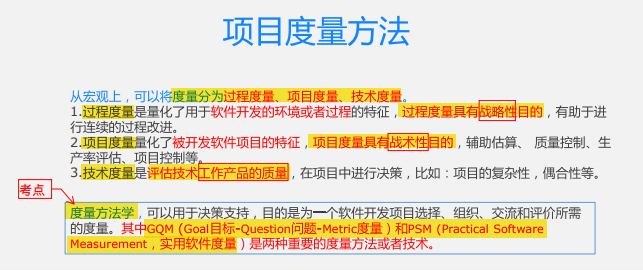 项目度量方法
从宏观上，可以将度量分为过程度量、项目度量、技术度量。
1.过程度量是量化了用于软件开发的环境或者过程的特征，过程度量具有战略性目的，有助于进
行连续的过程改进。
2.项目度量量化了被开发软件项目的特征，项目度量具有战术性目的，辅助估算、 质量控制、生
产率评估、项目控制等。
3.技术度量是评估技术工作产品的质量，在项目中进行决策，比如：项目的复杂性，偶合性等。
考点
度量方法学，可以用于决策支持，目的是为一个软件开发项目选择、组织、交流和评价所需
的度量。其中GQM（Goal目标-Question问题-Metric度量）和PSM（Practical Software
Measurement，实用软件度量）是两种重要的度量方法或者技术。